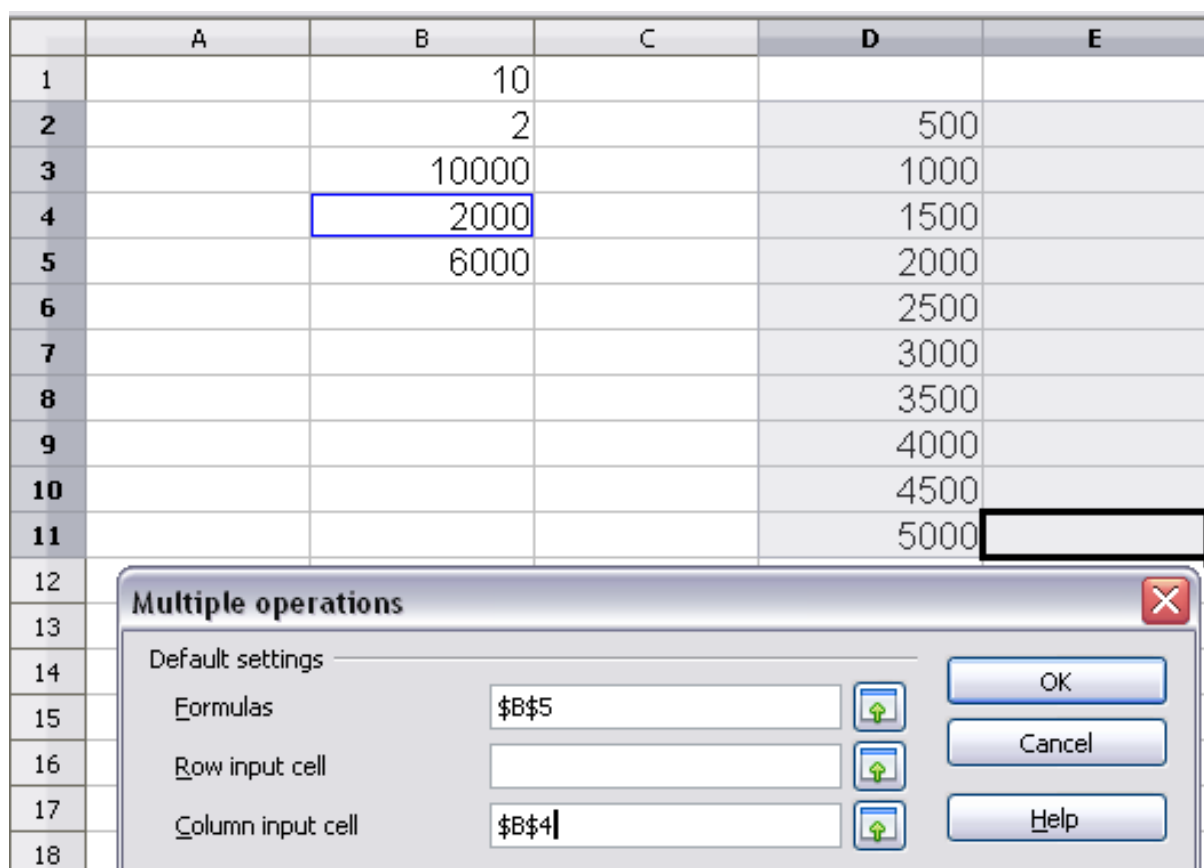 A B C D E
1 10
2 2 500
3 10000 1000
4 2000 1500
5 6000 2000
6 2500
7 3000
8 3500
9 4000
10 4500
11 5000
12
Multiple operations
13
14 Default settings OK
15 Formulas $B$5
Cancel
16 Row input cell
17 Column input cell $B$4 Help
18